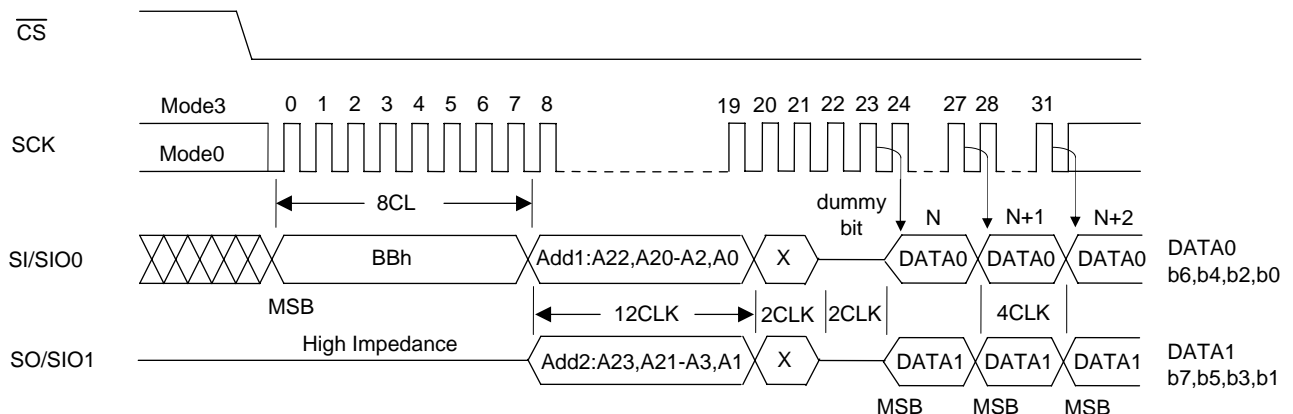 CS
Mode3
0 1 2 3 4 5 6 7 8 19 20 21 22 23 24 27 28 31
SCK
Mode0
8CL
dummy
bit
N N+1 N+2
SI/SIO0
BBh
Add1:A22,A20-A2,A0
X
DATA0 DATA0 DATA0
DATA0
b6,b4,b2,b0
MSB
12CLK 2CLK 2CLK 4CLK
High Impedance
SO/SIO1
Add2:A23,A21-A3,A1
X
DATA1 DATA1 DATA1
DATA1
b7,b5,b3,b1
MSB MSB MSB